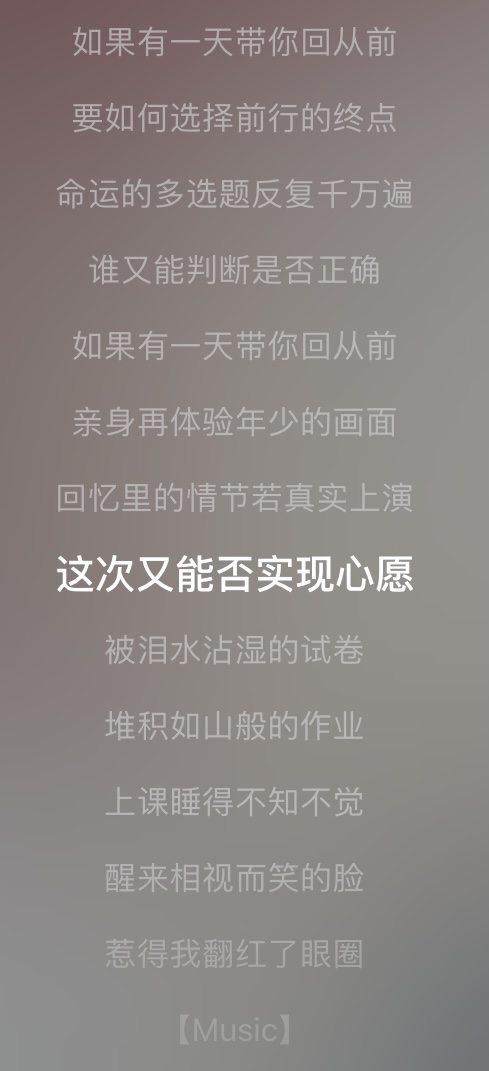 如果有一天带你回从前
要如何选择前行的终点
命运的多选题反复千万遍
谁又能判断是否正确
如果有一天带你回从前
亲身再体验年少的画面
回忆里的情节若真实上演
这次又能否实现心愿
被泪水沾湿的试卷
堆积如山般的作业
上课睡得不知不觉
醒来相视而笑的脸
惹得我翻红了眼圈
【Music】